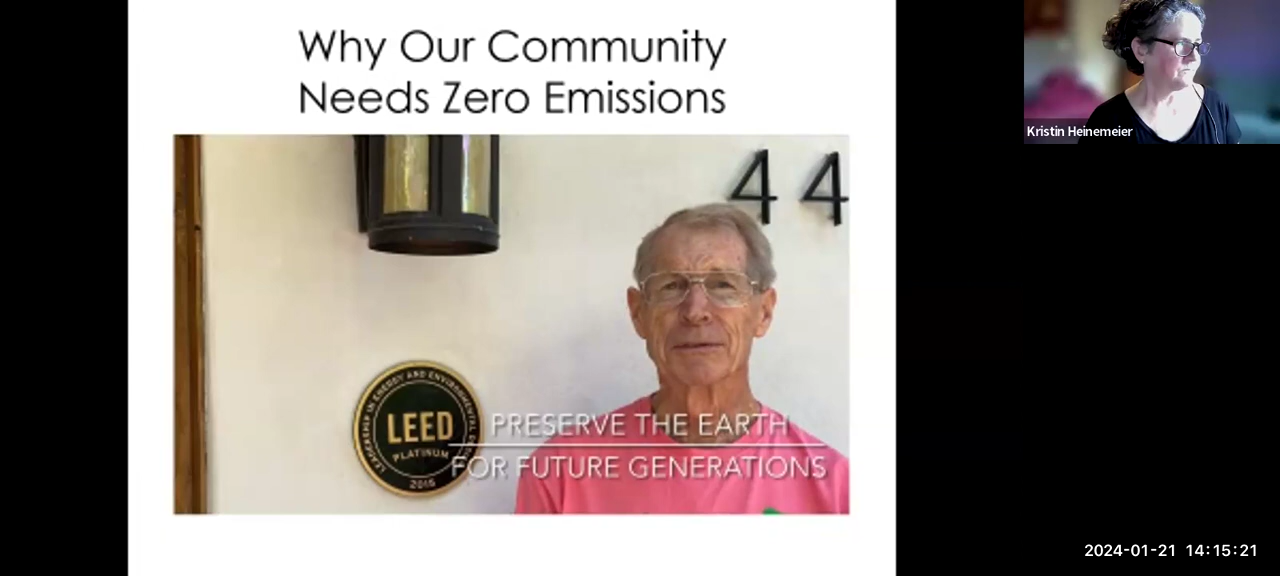 Why Our Community
Needs Zero Emissions
Kristin Heinemeier
44
LEADERSHIP IN ENERGY AND ENVIRONMENTAL
LEED
PLATINUM
2015
PRESERVE THE EARTH
FOR FUTURE GENERATIONS
2024-01-21 14:15:21